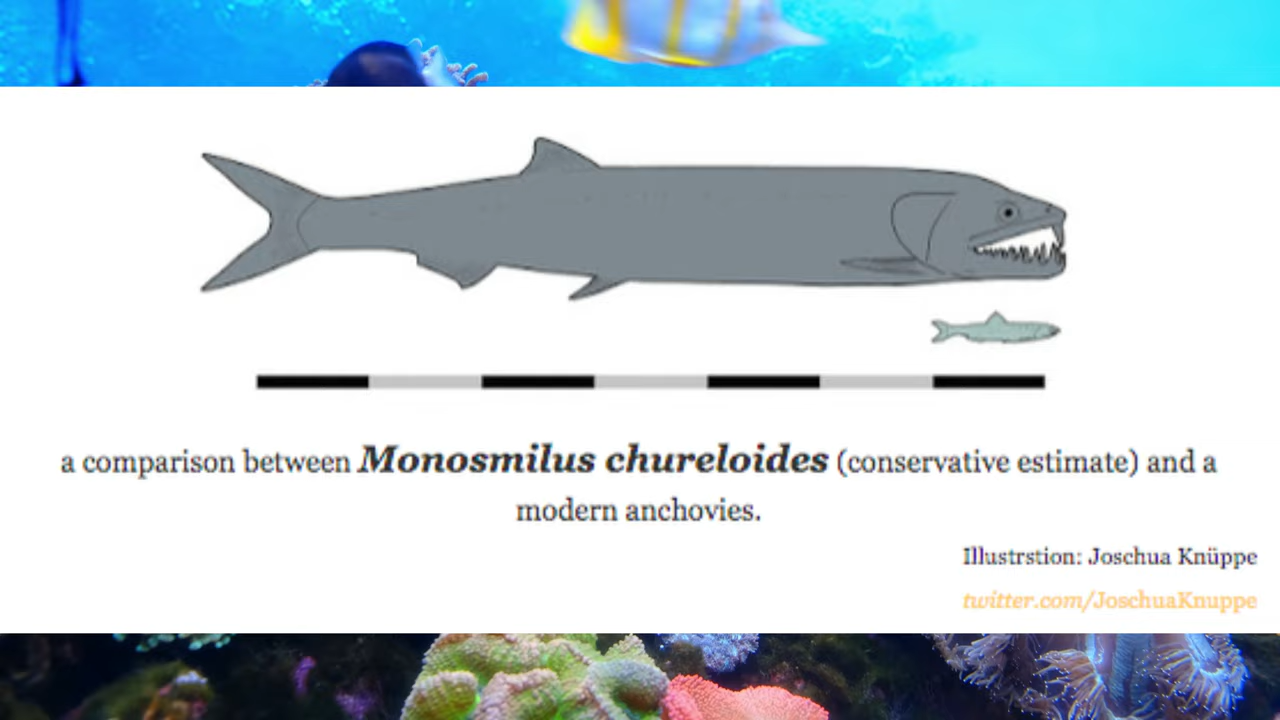 a comparison between Monosmilus chureloides (conservative estimate) and a
modern anchovies.
Illustrstion: Joschua Knüppe
twitter.com/JoschuaKnuppe